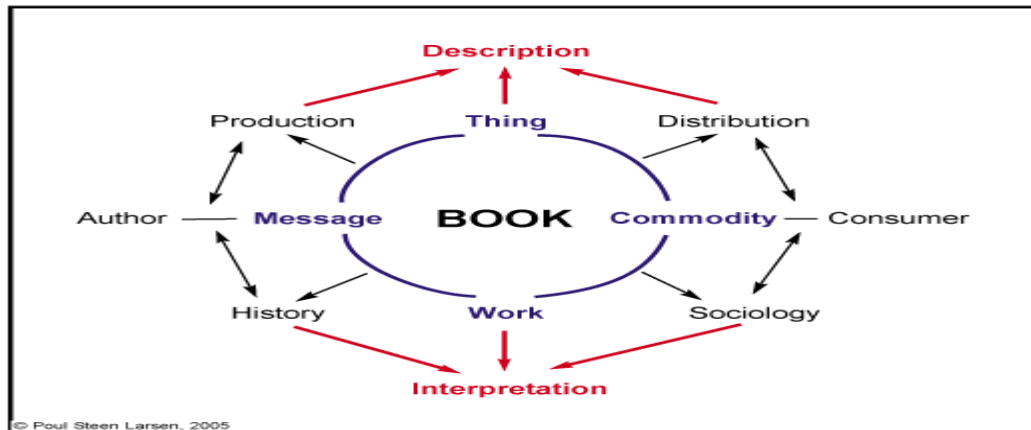 Description
Production
Thing
Distribution
Author
Message
BOOK
Commodity
Consumer
History
Work
Sociology
Interpretation
© Poul Steen Larsen, 2005